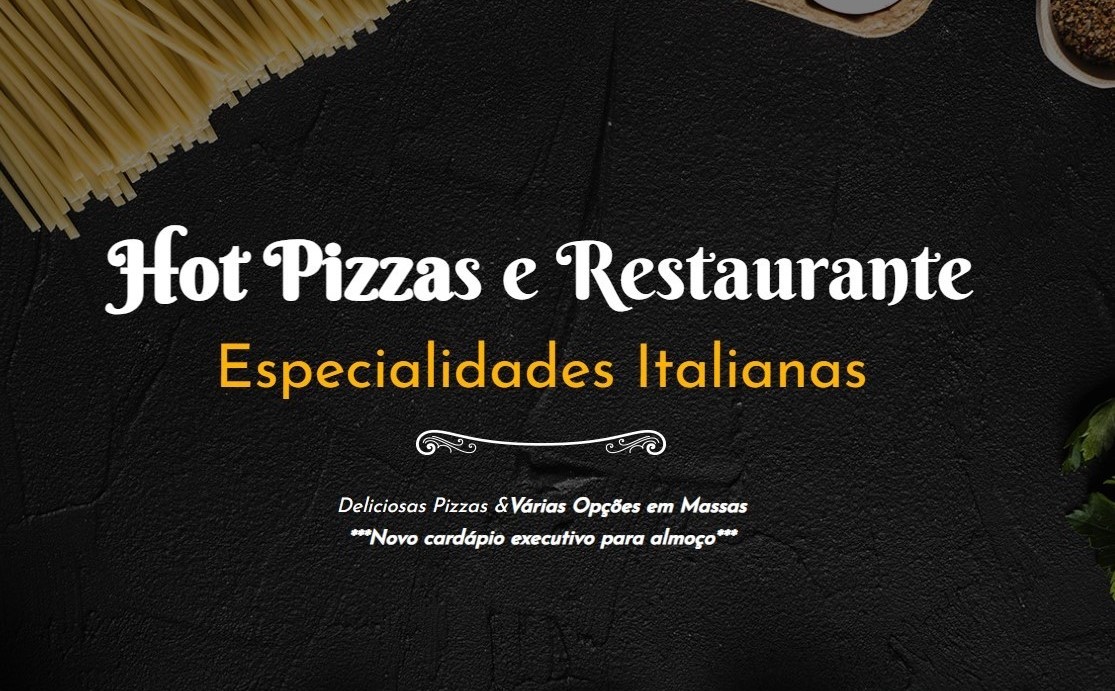 Hot Pizzas e Restaurante
Especialidades Italianas
Deliciosas Pizzas &Várias Opções em Massas
***Novo cardápio executivo para almoço***